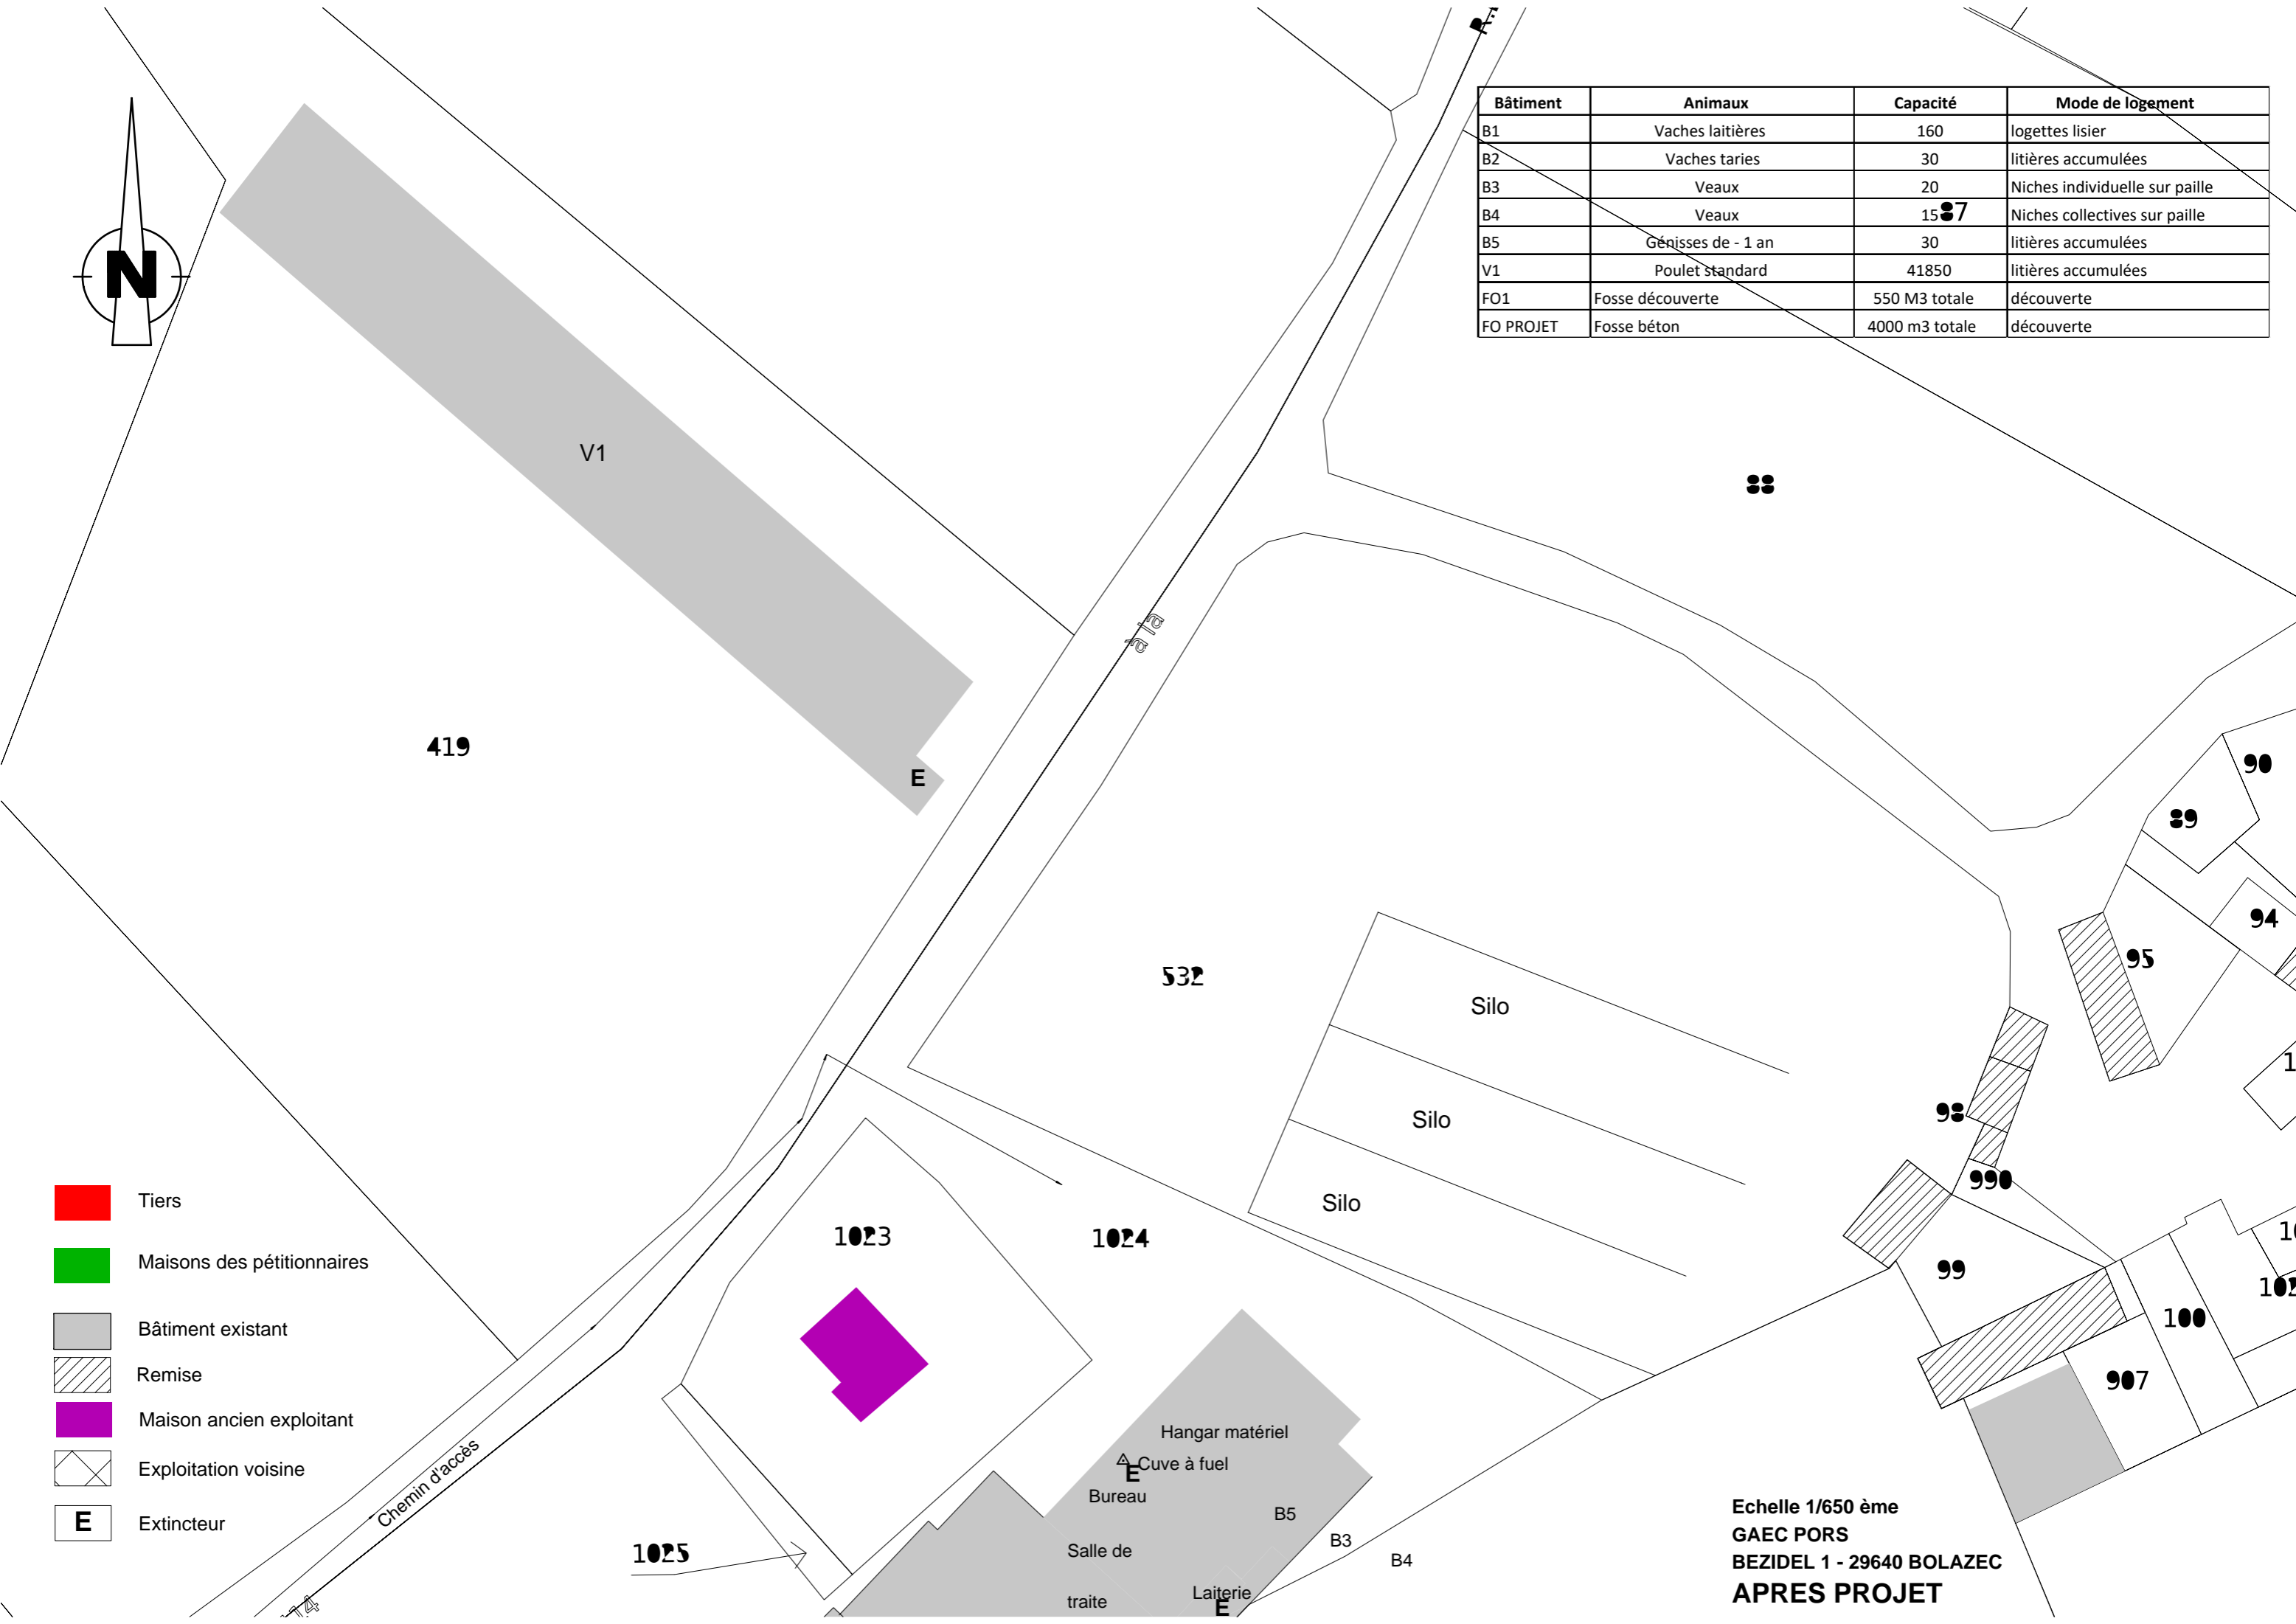 N
R.
Bâtiment Animaux Capacité Mode de logement
B1 Vaches laitières 160 logettes lisier
B2 Vaches taries 30 litières accumulées
B3 Veaux 20 Niches individuelle sur paille
B4 Veaux 15 Niches collectives sur paille
87
B5 Génisses de - 1 an 30 litières accumulées
V1 Poulet standard 41850 litières accumulées
FO1 Fosse découverte 550 M3 totale découverte
FO PROJET Fosse béton 4000 m3 totale découverte
V1
88
à la
419
E
90
89
94
95
532
Silo
Silo
Silo
98
990
99
100
907
1023
1024
Tiers
Maisons des pétitionnaires
Bâtiment existant
Remise
Maison ancien exploitant
Exploitation voisine
E Extincteur
Chemin d'accès
1025
Hangar matériel
Cuve à fuel
E
Bureau
B5
B3
B4
Salle de
traite
Laiterie
E
Echelle 1/650 ème
GAEC PORS
BEZIDEL 1 - 29640 BOLAZEC
APRES PROJET